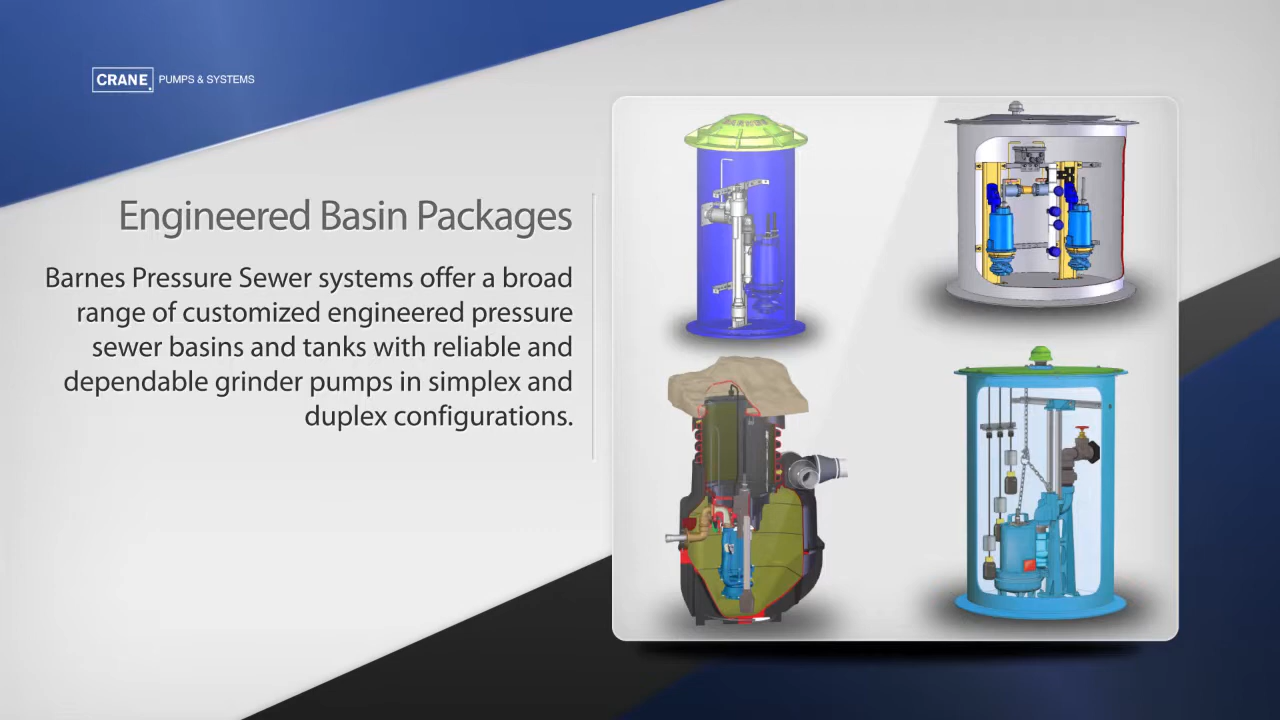 CRANE. PUMPS & SYSTEMS
Engineered Basin Packages
Barnes Pressure Sewer systems offer a broad
range of customized engineered pressure
sewer basins and tanks with reliable and
dependable grinder pumps in simplex and
duplex configurations.